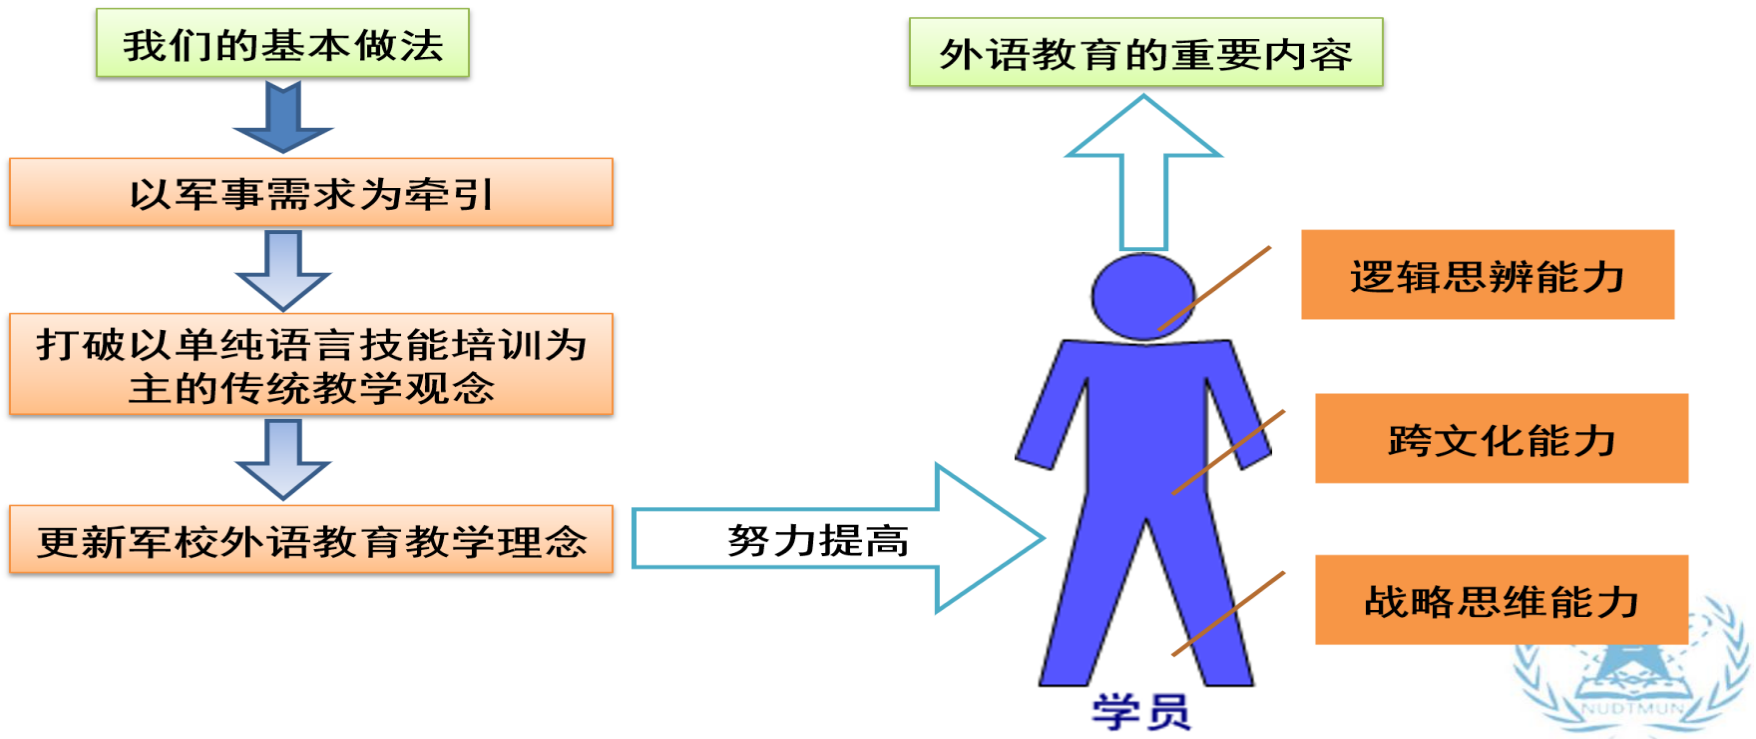 我们的基本做法
以军事需求为牵引
打破以单纯语言技能培训为
主的传统教学观念
更新军校外语教育教学理念
努力提高
外语教育的重要内容
逻辑思辨能力
跨文化能力
战略思维能力
学员
NUDTMUN